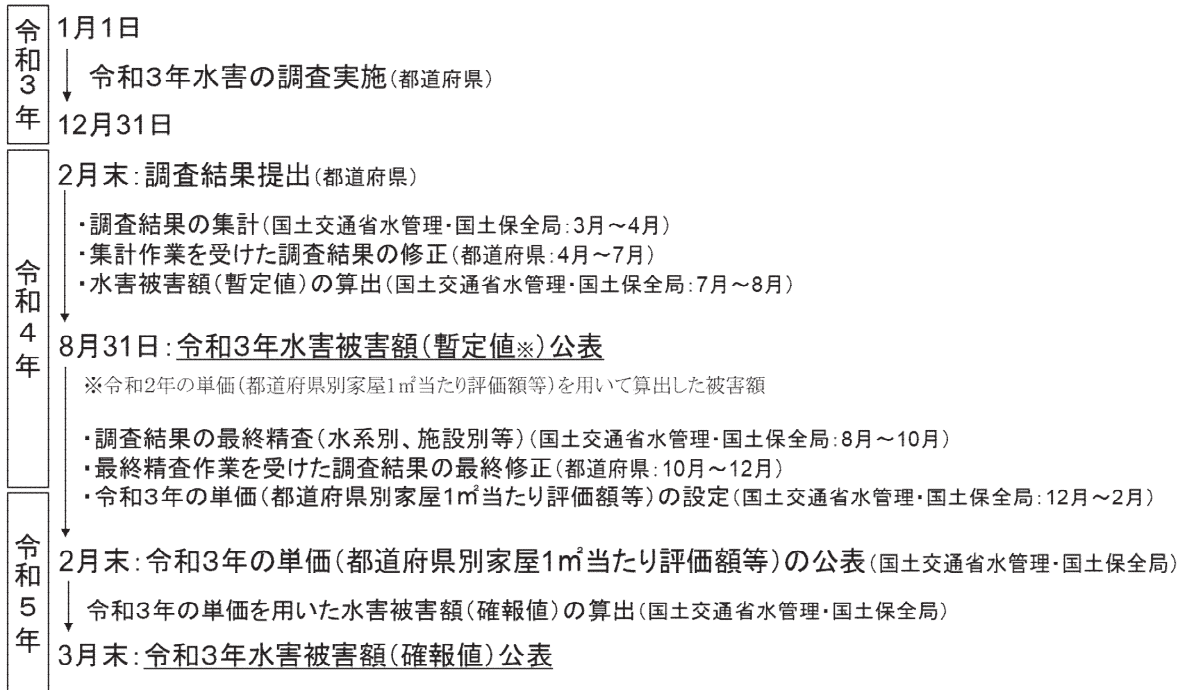 令和3年
1月1日
令和3年水害の調査実施(都道府県)
12月31日
令和4年
2月末:調査結果提出(都道府県)
・調査結果の集計(国土交通省水管理・国土保全局:3月～4月)
・集計作業を受けた調査結果の修正(都道府県:4月～7月)
・水害被害額(暫定値)の算出(国土交通省水管理・国土保全局:7月～8月)
8月31日:令和3年水害被害額(暫定値※)公表
※令和2年の単価(都道府県別家屋1㎡当たり評価額等)を用いて算出した被害額
・調査結果の最終精査(水系別、施設別等)(国土交通省水管理・国土保全局:8月～10月)
・最終精査作業を受けた調査結果の最終修正(都道府県:10月～12月)
・令和3年の単価(都道府県別家屋1㎡当たり評価額等)の設定(国土交通省水管理・国土保全局:12月～2月)
令和5年
2月末:令和3年の単価(都道府県別家屋1㎡当たり評価額等)の公表(国土交通省水管理・国土保全局)
令和3年の単価を用いた水害被害額(確報値)の算出(国土交通省水管理・国土保全局)
3月末:令和3年水害被害額(確報値)公表